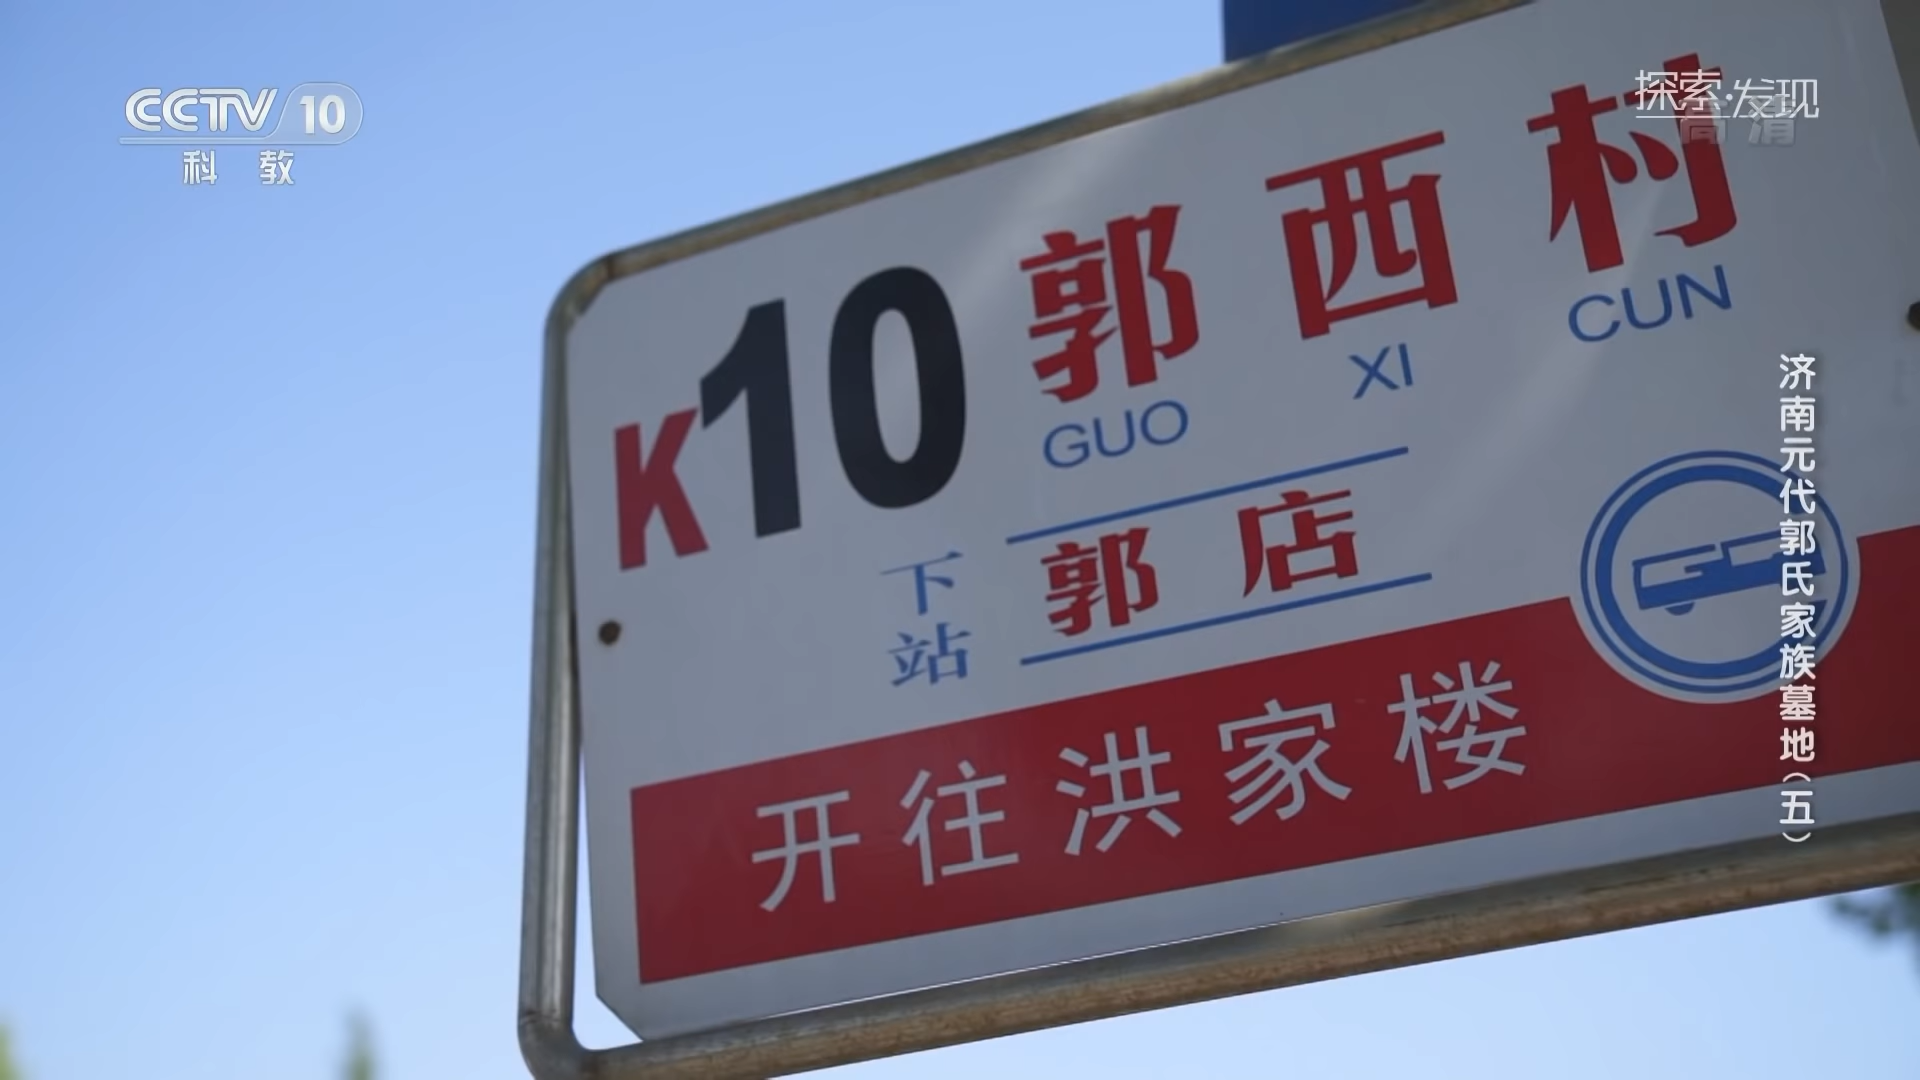 CCTV 10
科 教
探索·发现
高清
K10 郭西村
GUO XI CUN
下站 郭店
开往洪家楼
济南元代郭氏家族墓地(五)